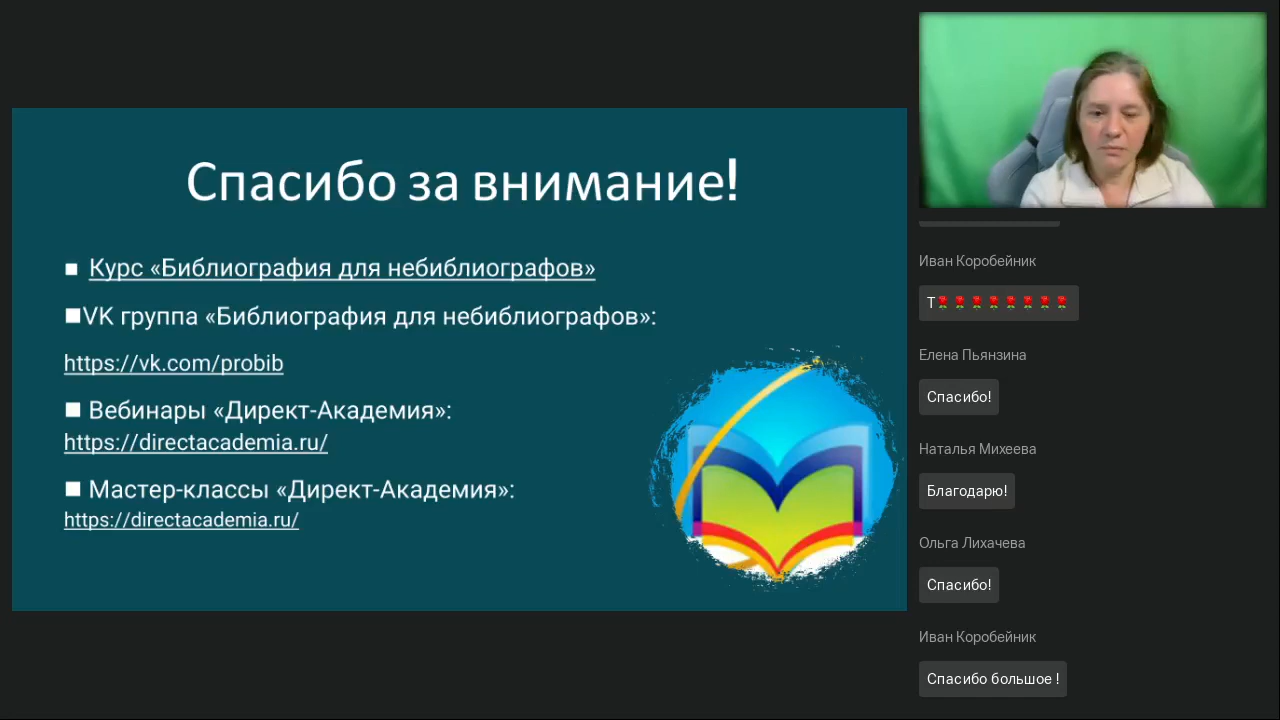 Спасибо за внимание!
■ Курс «Библиография для небиблиографов»
■VK группа «Библиография для небиблиографов»:
https://vk.com/probib
■ Вебинары «Директ-Академия»:
https://directacademia.ru/
■ Мастер-классы «Директ-Академия»:
https://directacademia.ru/
Иван Коробейник
Т🌹🌹🌹🌹🌹🌹🌹🌹
Елена Пьянзина
Спасибо!
Наталья Михеева
Благодарю!
Ольга Лихачева
Спасибо!
Иван Коробейник
Спасибо большое !